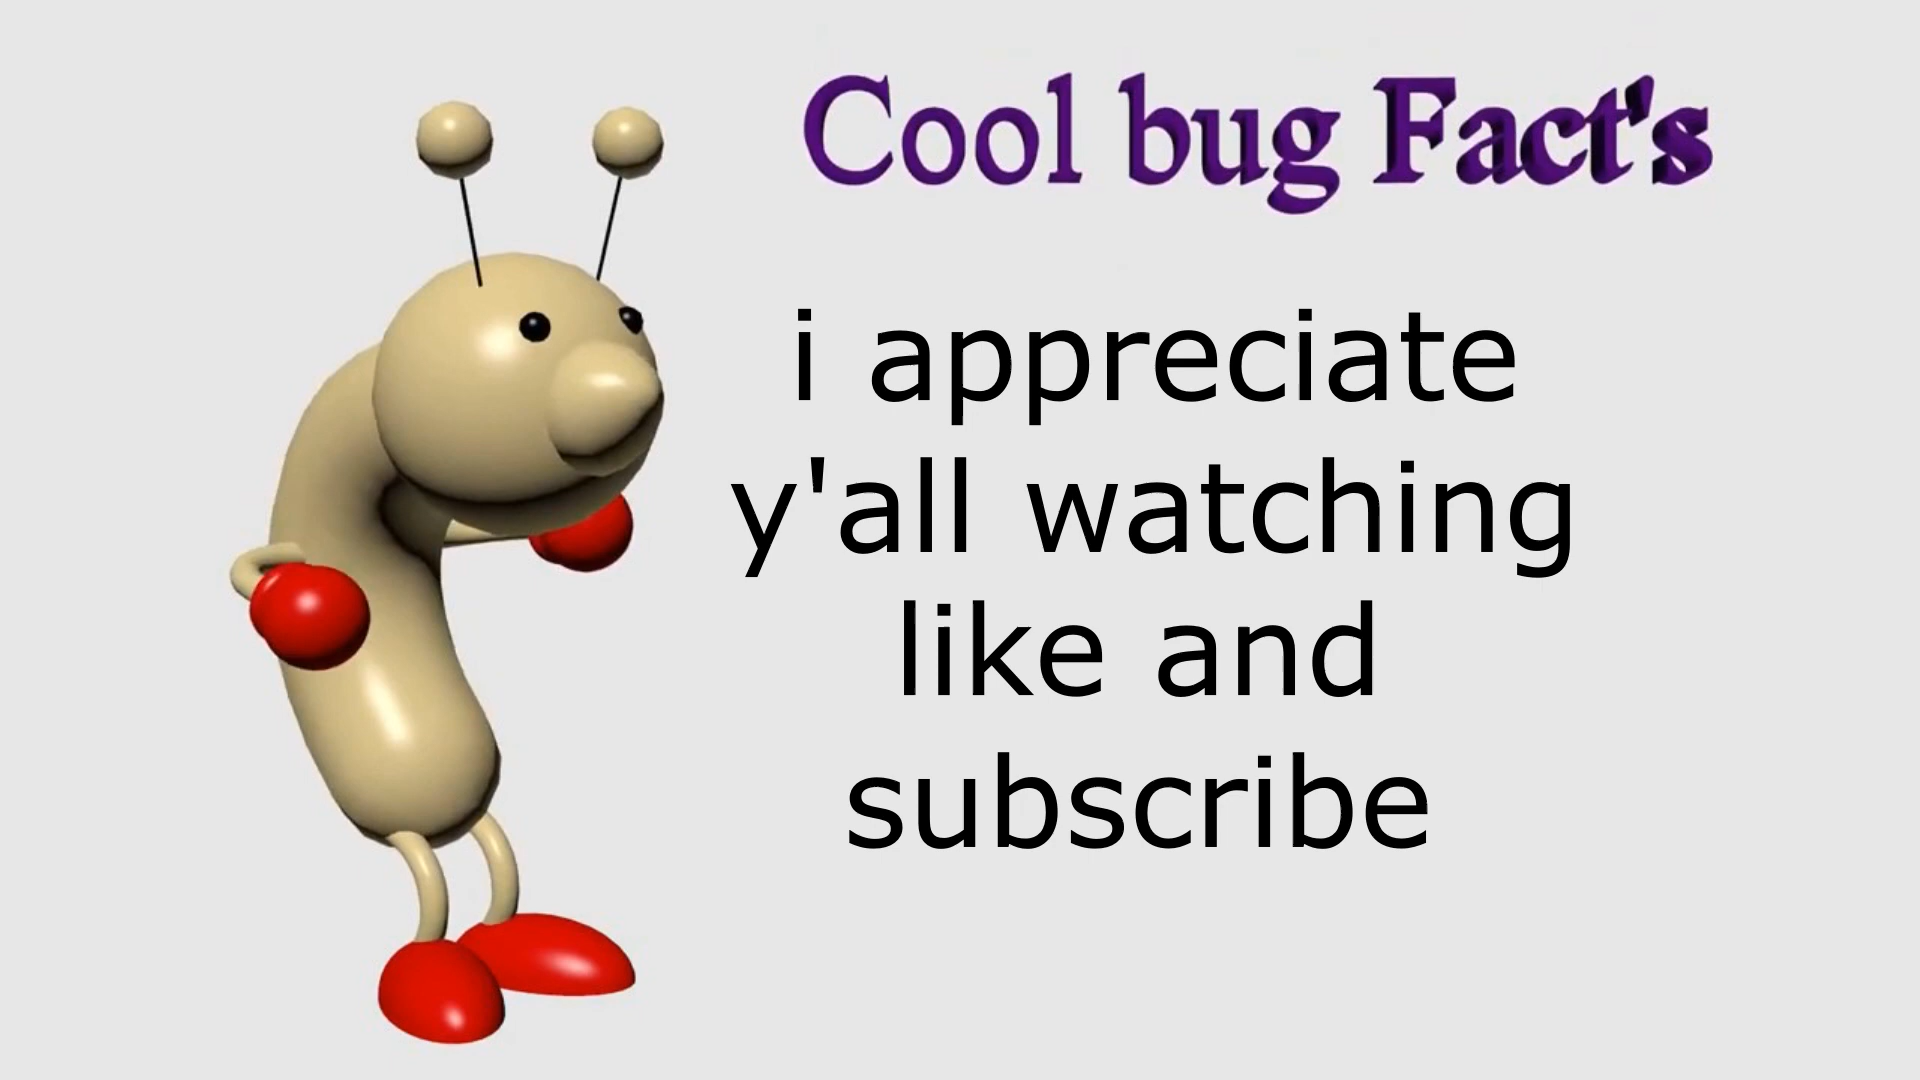 Cool bug Fact's
i appreciate
y'all watching
like and
subscribe